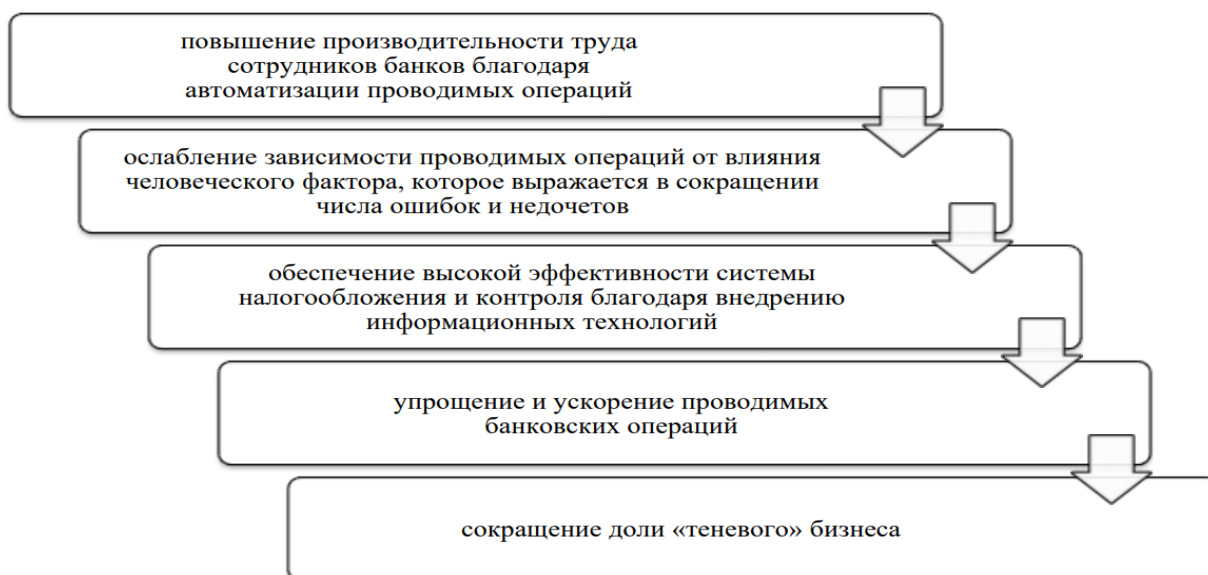 повышение производительности труда
сотрудников банков благодаря
автоматизации проводимых операций
ослабление зависимости проводимых операций от влияния
человеческого фактора, которое выражается в сокращении
числа ошибок и недочетов
обеспечение высокой эффективности системы
налогообложения и контроля благодаря внедрению
информационных технологий
упрощение и ускорение проводимых
банковских операций
сокращение доли «теневого» бизнеса